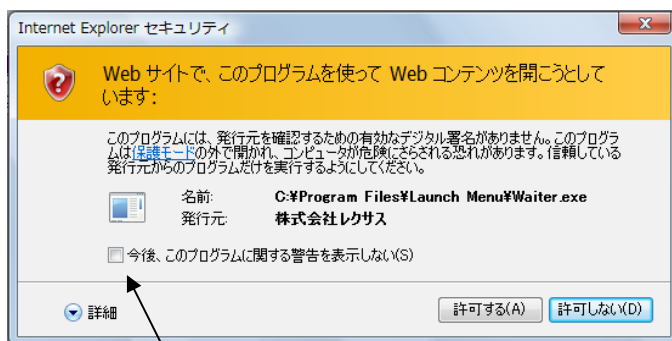 Internet Explorer セキュリティ
Web サイトで、このプログラムを使って Web コンテンツを開こうとして
います:
このプログラムには、発行元を確認するための有効なデジタル署名がありません。このプログラ
ムは保護モードの外で開かれ、コンピュータが危険にさらされる恐れがあります。信頼している
発行元からのプログラムだけを実行するようにしてください。
名前: C:¥Program Files¥Launch Menu¥Waiter.exe
発行元: 株式会社レクサス
今後、このプログラムに関する警告を表示しない(S)
詳細 許可する(A) 許可しない(D)